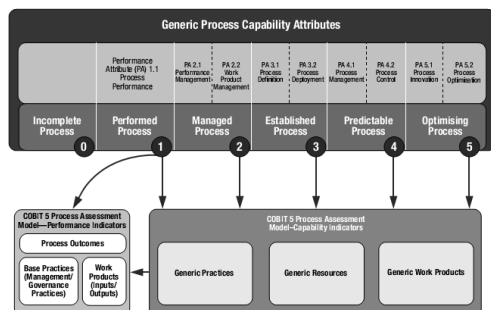 Generic Process Capability Attributes
Performance
Attribute (PA) 1.1
Process
Performance
PA 2.1
Performance
Management
PA 2.2
Work
Product
Management
PA 3.1
Process
Definition
PA 3.2
Process
Deployment
PA 4.1
Process
Management
PA 4.2
Process
Control
PA 5.1
Process
Innovation
PA 5.2
Process
Optimisation
Incomplete
Process
0
Performed
Process
1
Managed
Process
2
Established
Process
3
Predictable
Process
4
Optimising
Process
5
COBIT 5 Process Assessment
Model—Performance Indicators
Process Outcomes
Base Practices
(Management/
Governance
Practices)
Work
Products
(Inputs/
Outputs)
COBIT 5 Process Assessment
Model–Capability Indicators
Generic Practices
Generic Resources
Generic Work Products